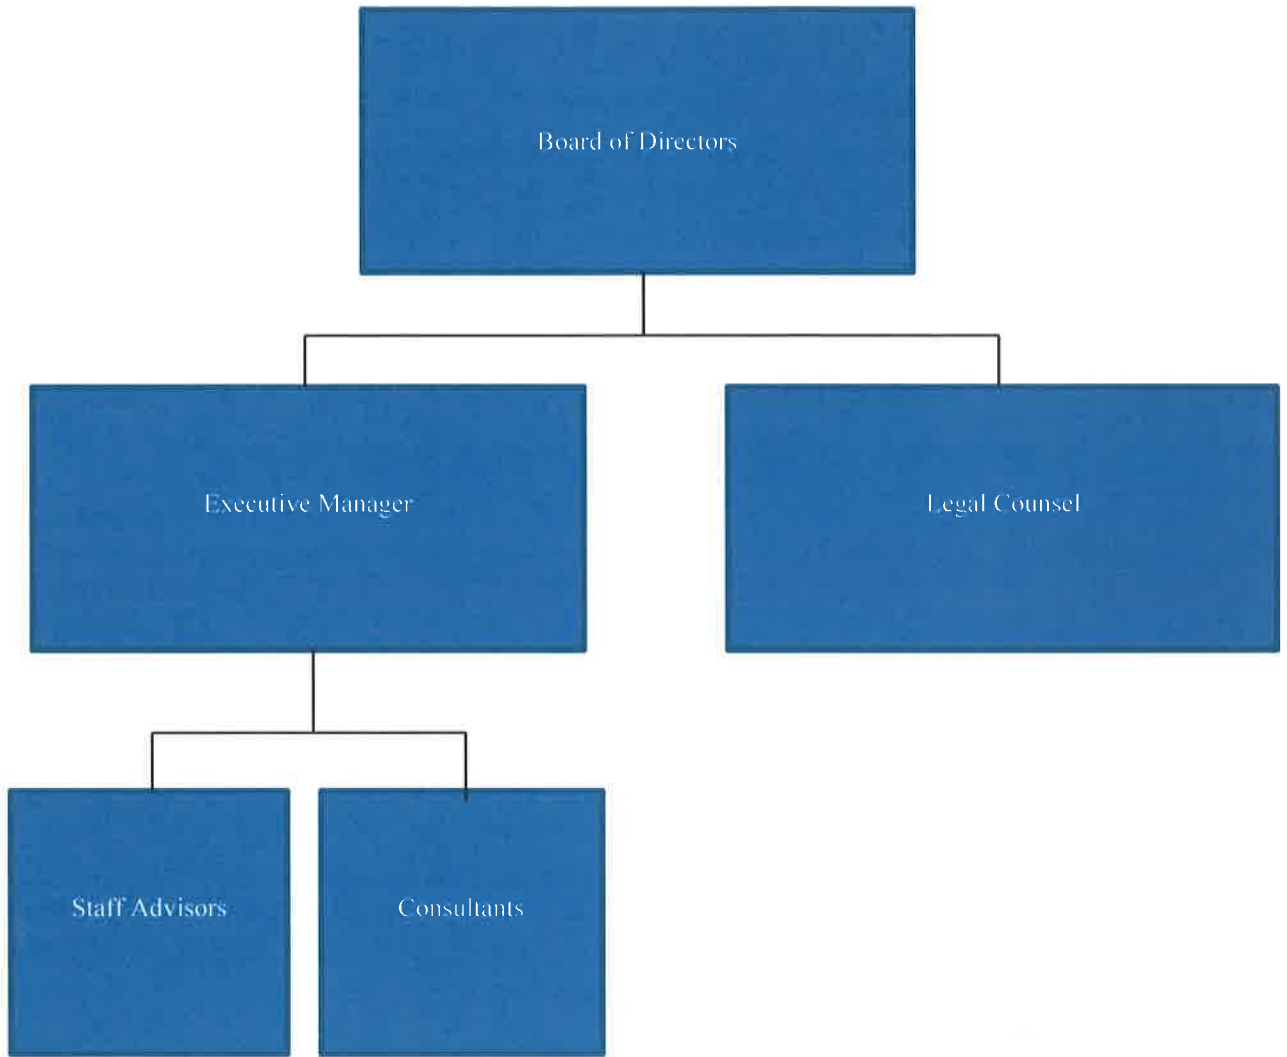 Board of Directors
Executive Manager
Legal Counsel
Staff Advisors
Consultants